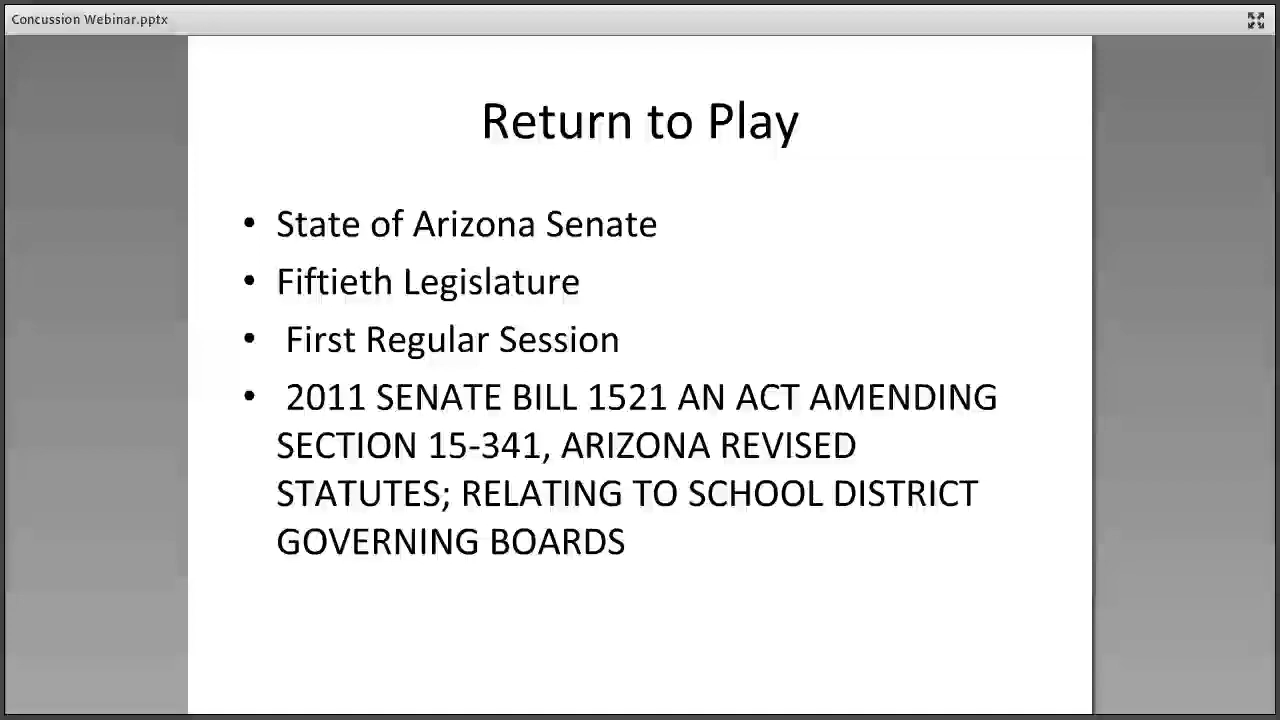 Concussion Webinar.pptx
Return to Play
• State of Arizona Senate
• Fiftieth Legislature
• First Regular Session
• 2011 SENATE BILL 1521 AN ACT AMENDING
SECTION 15-341, ARIZONA REVISED
STATUTES; RELATING TO SCHOOL DISTRICT
GOVERNING BOARDS